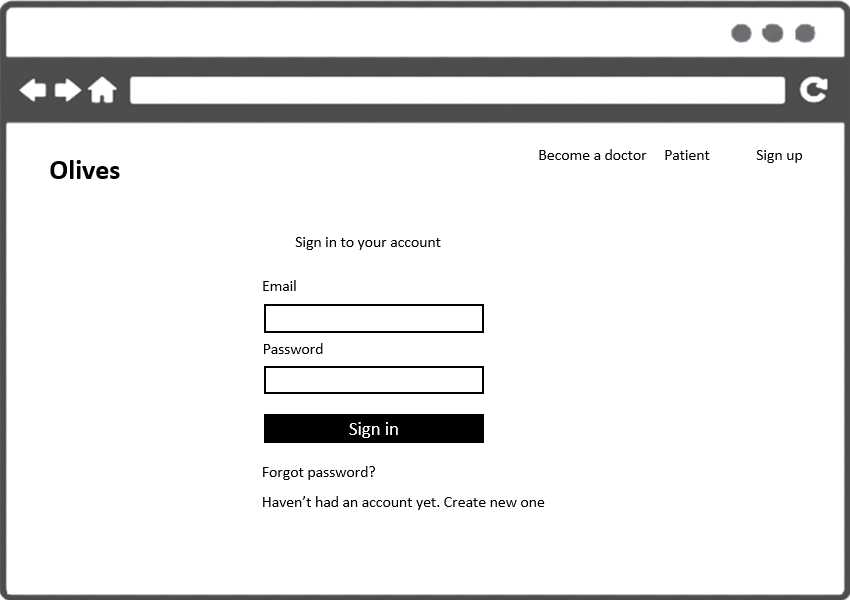 Become a doctor Patient Sign up
Olives
Sign in to your account
Email
Password
Sign in
Forgot password?
Haven’t had an account yet. Create new one